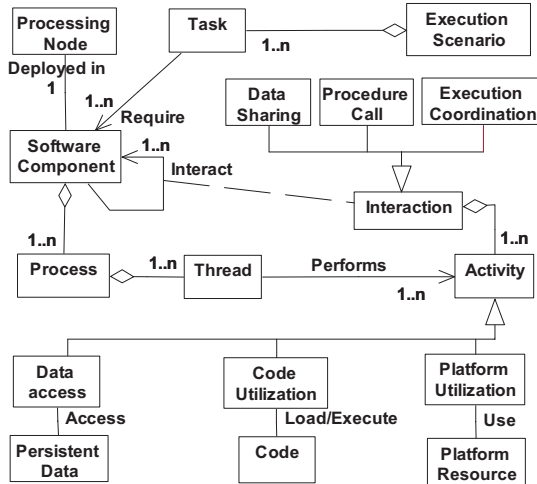 Processing
Node
Task
1..n
Execution
Scenario
Deployed in
1
1..n
Require
Data
Sharing
Procedure
Call
Execution
Coordination
Software
Component
1..n
Interact
Interaction
1..n
1..n
Process
1..n
Thread
Performs
1..n
Activity
Data
access
Code
Utilization
Platform
Utilization
Access
Load/Execute
Use
Persistent
Data
Code
Platform
Resource